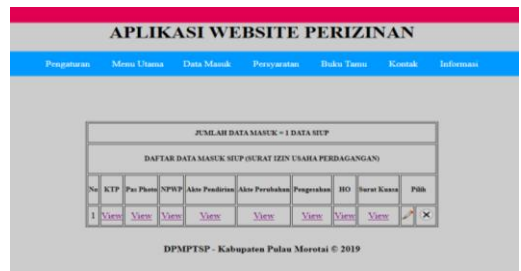 APLIKASI WEBSITE PERIZINAN
Pengaturan Menu Utama Data Masuk Persyaratan Buku Tamu Kontak Informasi
JUMLAH DATA MASUK = 1 DATA SIUP
DAFTAR DATA MASUK SIUP (SURAT IZIN USAHA PERDAGANGAN)
No KTP Pas Photo NPWP Akte Pendirian Akte Perubahan Pengesahan HO Surat Kuasa Pilih
1 View View View View View View View View
DPMPTSP - Kabupaten Pulau Morotai © 2019